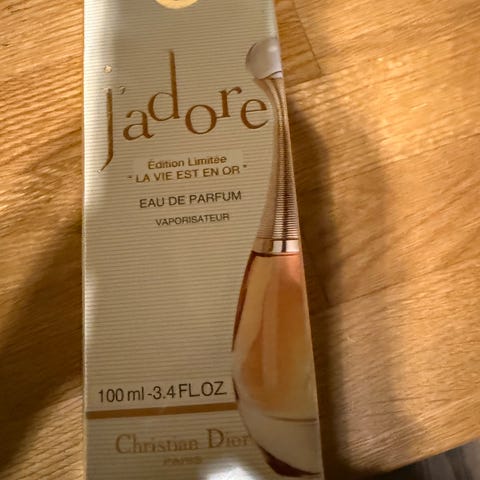 j'adore
Édition Limitée
" LA VIE EST EN OR "
EAU DE PARFUM
VAPORISATEUR
100 ml - 3.4 FL.OZ
Christian Dior
PARIS